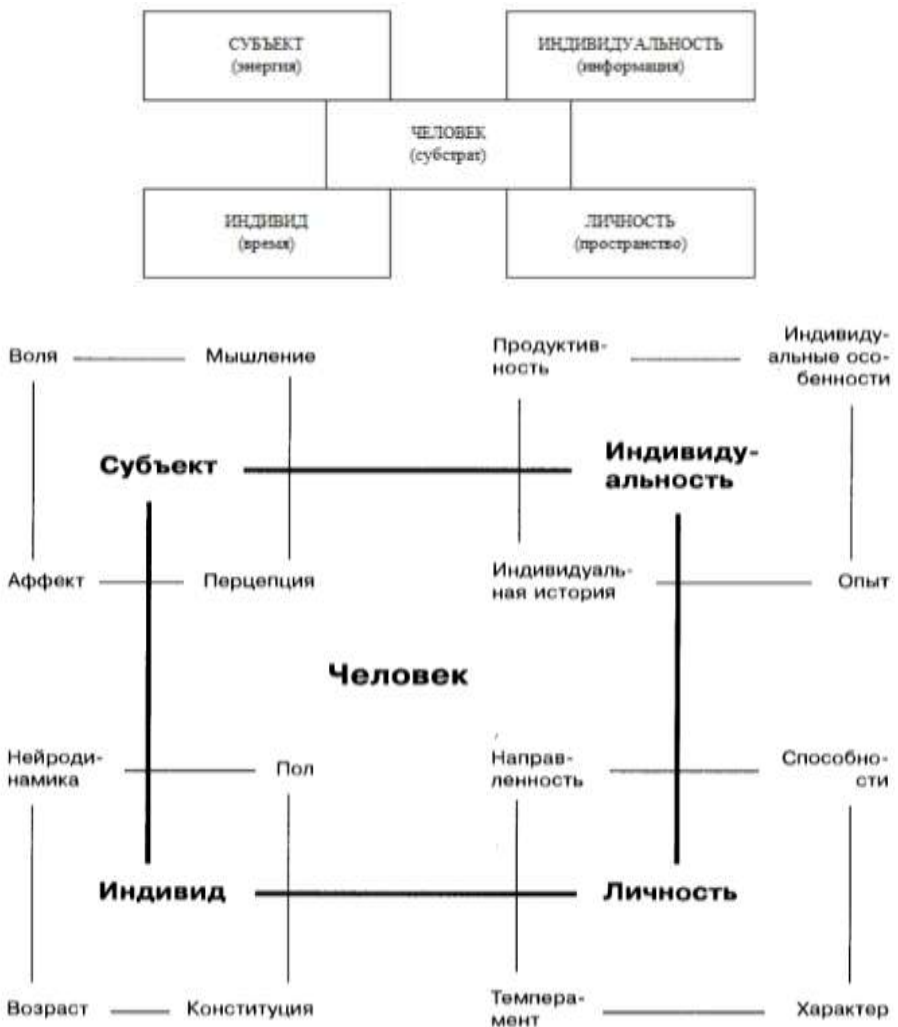 СУБЪЕКТ
(энергия)
ИНДИВИДУАЛЬНОСТЬ
(информация)
ЧЕЛОВЕК
(субстрат)
ИНДИВИД
(время)
ЛИЧНОСТЬ
(пространство)
Воля
Мышление
Продуктив-
ность
Индивиду-
альные осо-
бенности
Субъект
Индивиду-
альность
Аффект
Перцепция
Индивидуаль-
ная история
Опыт
Человек
Нейроди-
намика
Пол
Направ-
ленность
Способно-
сти
Индивид
Личность
Возраст
Конституция
Темпера-
мент
Характер